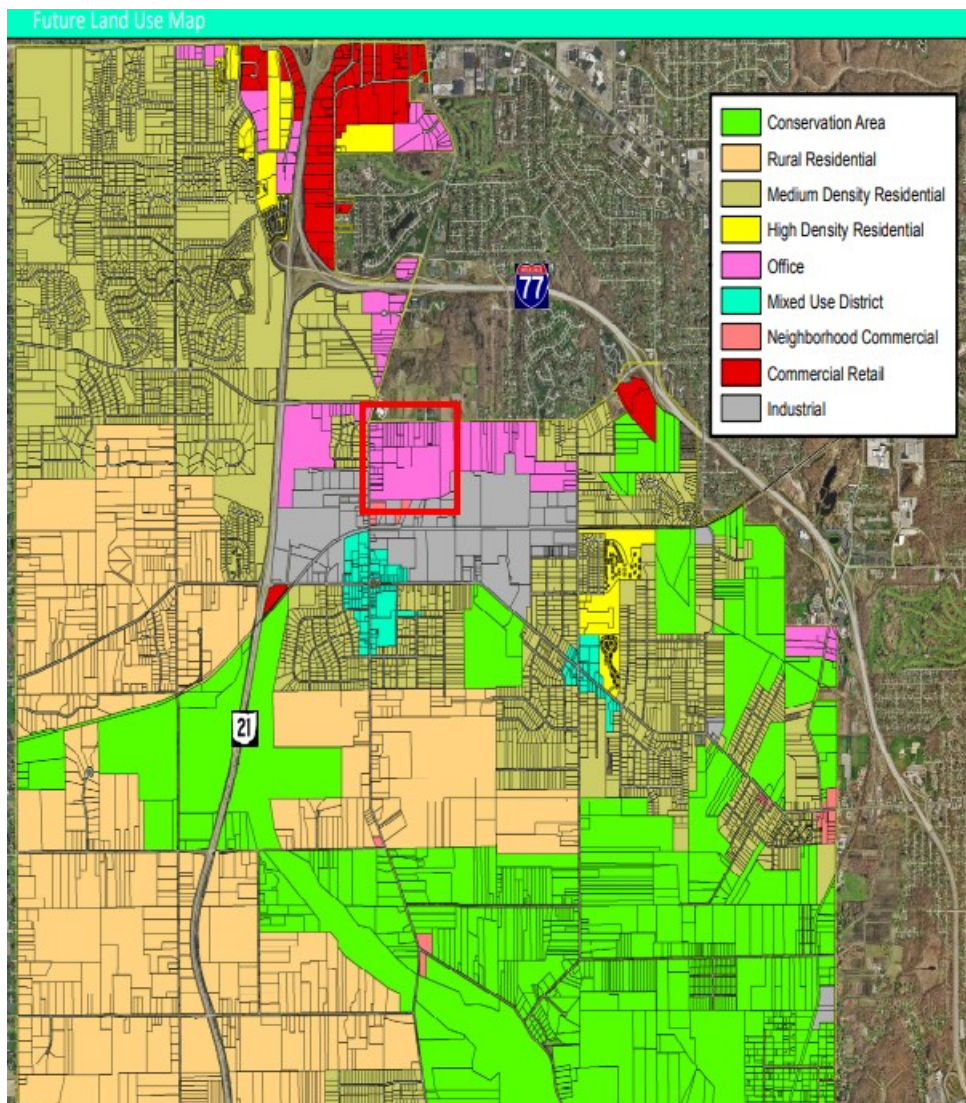 Future Land Use Map
Conservation Area
Rural Residential
Medium Density Residential
High Density Residential
Office
77
Mixed Use District
Neighborhood Commercial
Commercial Retail
Industrial
21